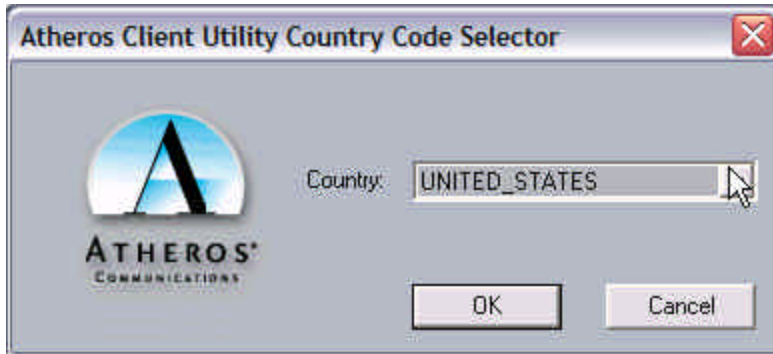 Atheros Client Utility Country Code Selector
Country: UNITED_STATES
ATHEROS®
COMMUNICATIONS
OK Cancel